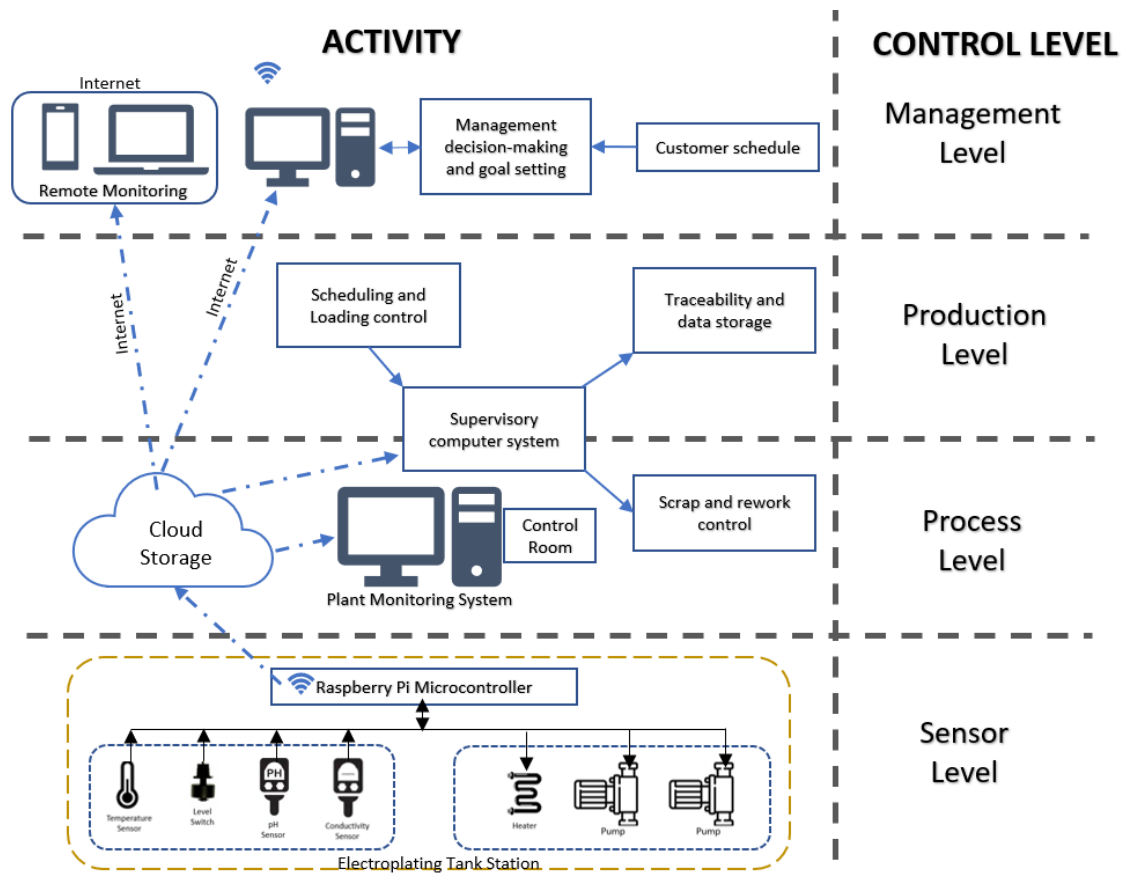 ACTIVITY
CONTROL LEVEL
Internet
Remote Monitoring
Management
decision-making
and goal setting
Customer schedule
Management
Level
Internet
Internet
Scheduling and
Loading control
Traceability and
data storage
Production
Level
Supervisory
computer system
Cloud
Storage
Control
Room
Plant Monitoring System
Scrap and rework
control
Process
Level
Raspberry Pi Microcontroller
Temperature
Sensor
Level
Switch
PH
pH
Sensor
Conductivity
Sensor
Heater
Pump
Pump
Electroplating Tank Station
Sensor
Level